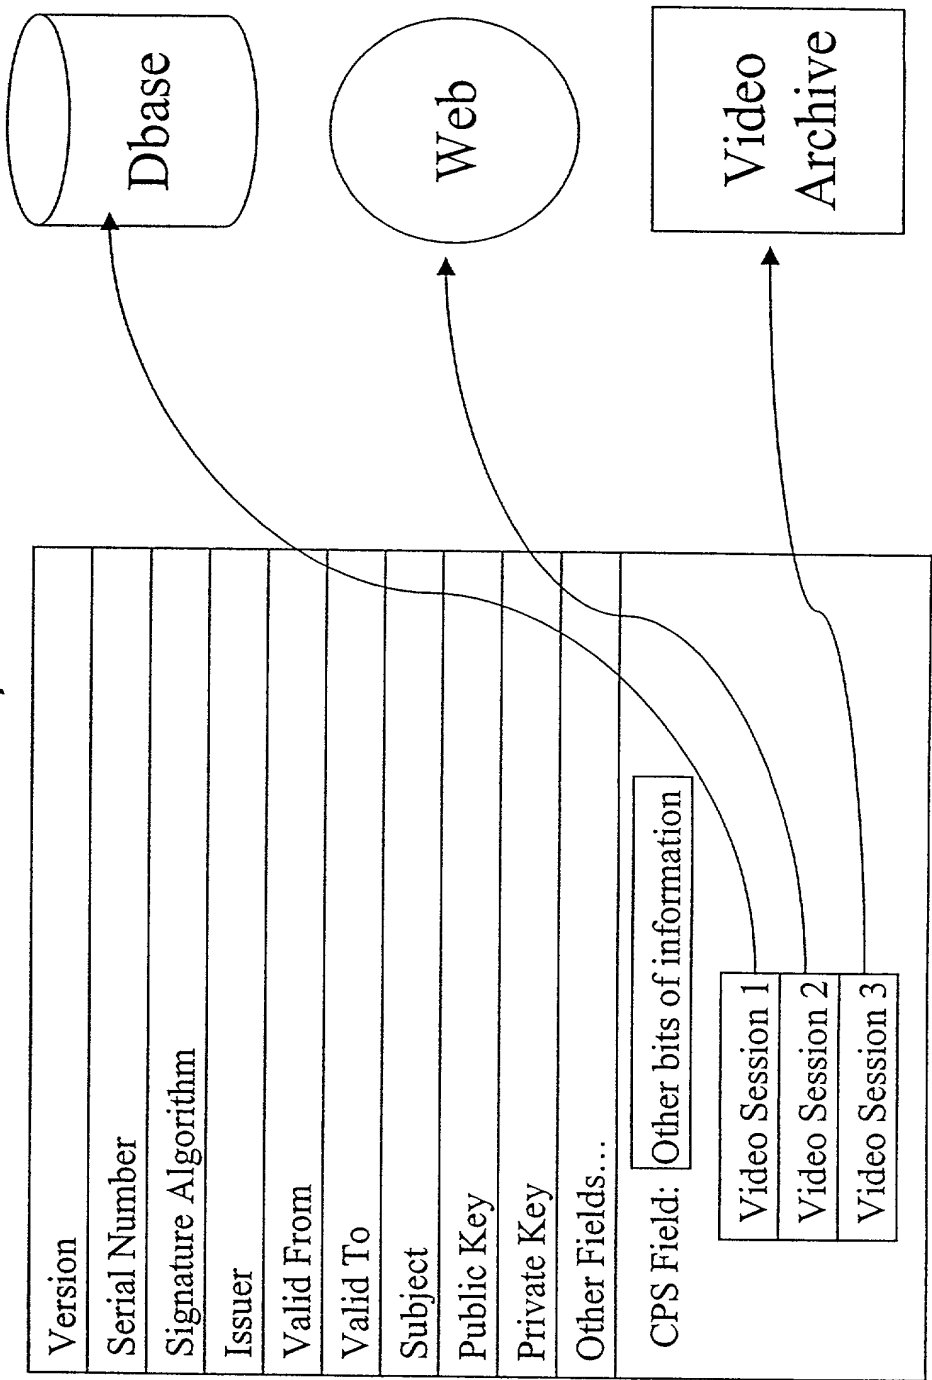 Version
Serial Number
Signature Algorithm
Issuer
Valid From
Valid To
Subject
Public Key
Private Key
Other Fields...
CPS Field: Other bits of information
Video Session 1
Video Session 2
Video Session 3
Dbase
Web
Video
Archive